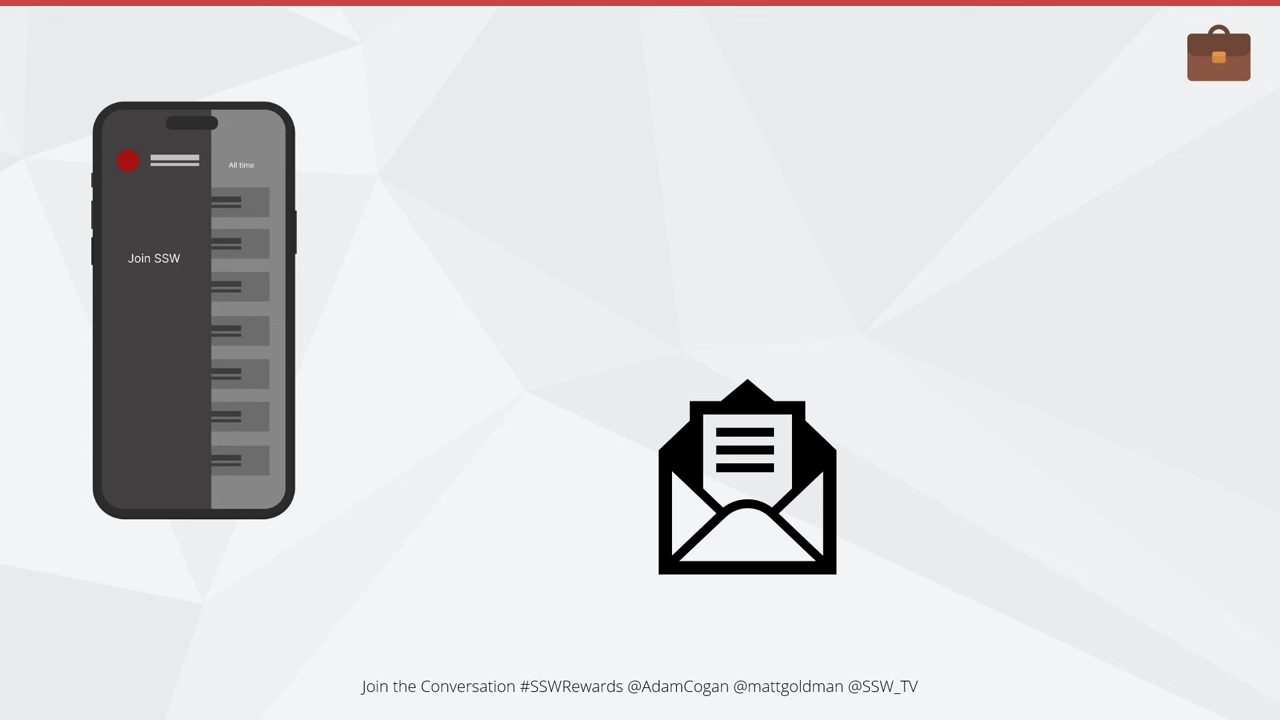 All time
Join SSW
Join the Conversation #SSWRewards @AdamCogan @mattgoldman @SSW_TV